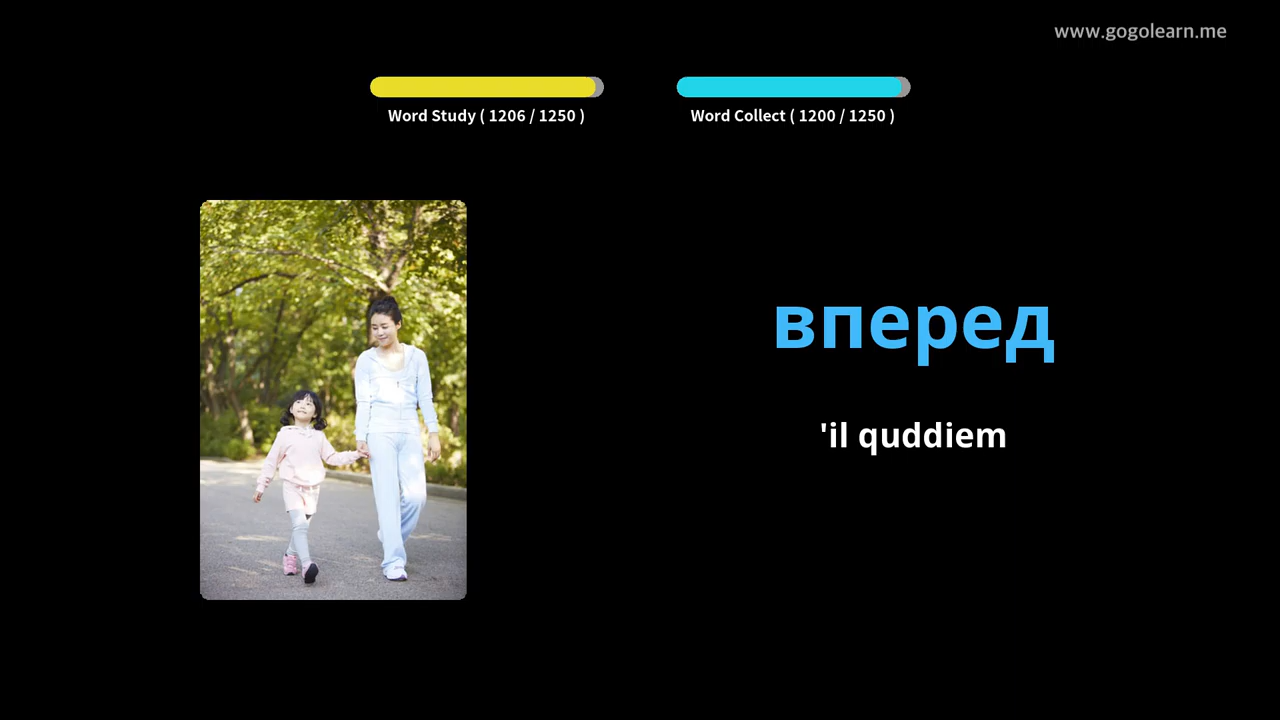 www.gogolearn.me
Word Study ( 1206 / 1250 )
Word Collect ( 1200 / 1250 )
вперед
'il quddiem